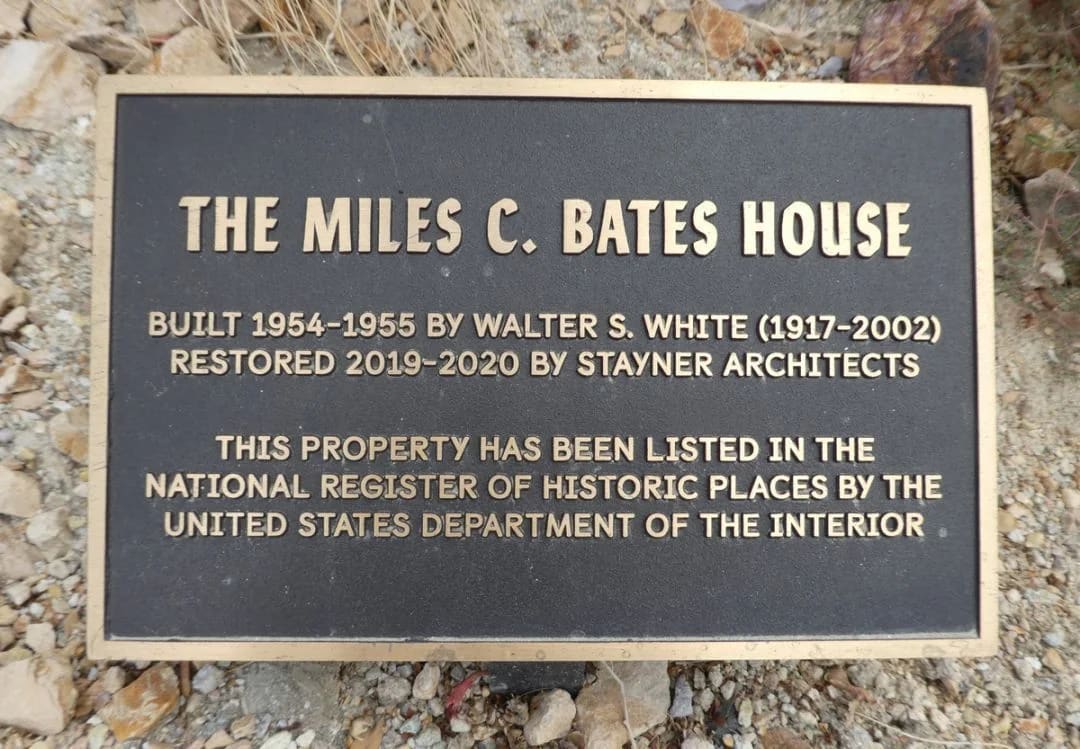 THE MILES C. BATES HOUSE
BUILT 1954-1955 BY WALTER S. WHITE (1917-2002)
RESTORED 2019-2020 BY STAYNER ARCHITECTS
THIS PROPERTY HAS BEEN LISTED IN THE
NATIONAL REGISTER OF HISTORIC PLACES BY THE
UNITED STATES DEPARTMENT OF THE INTERIOR